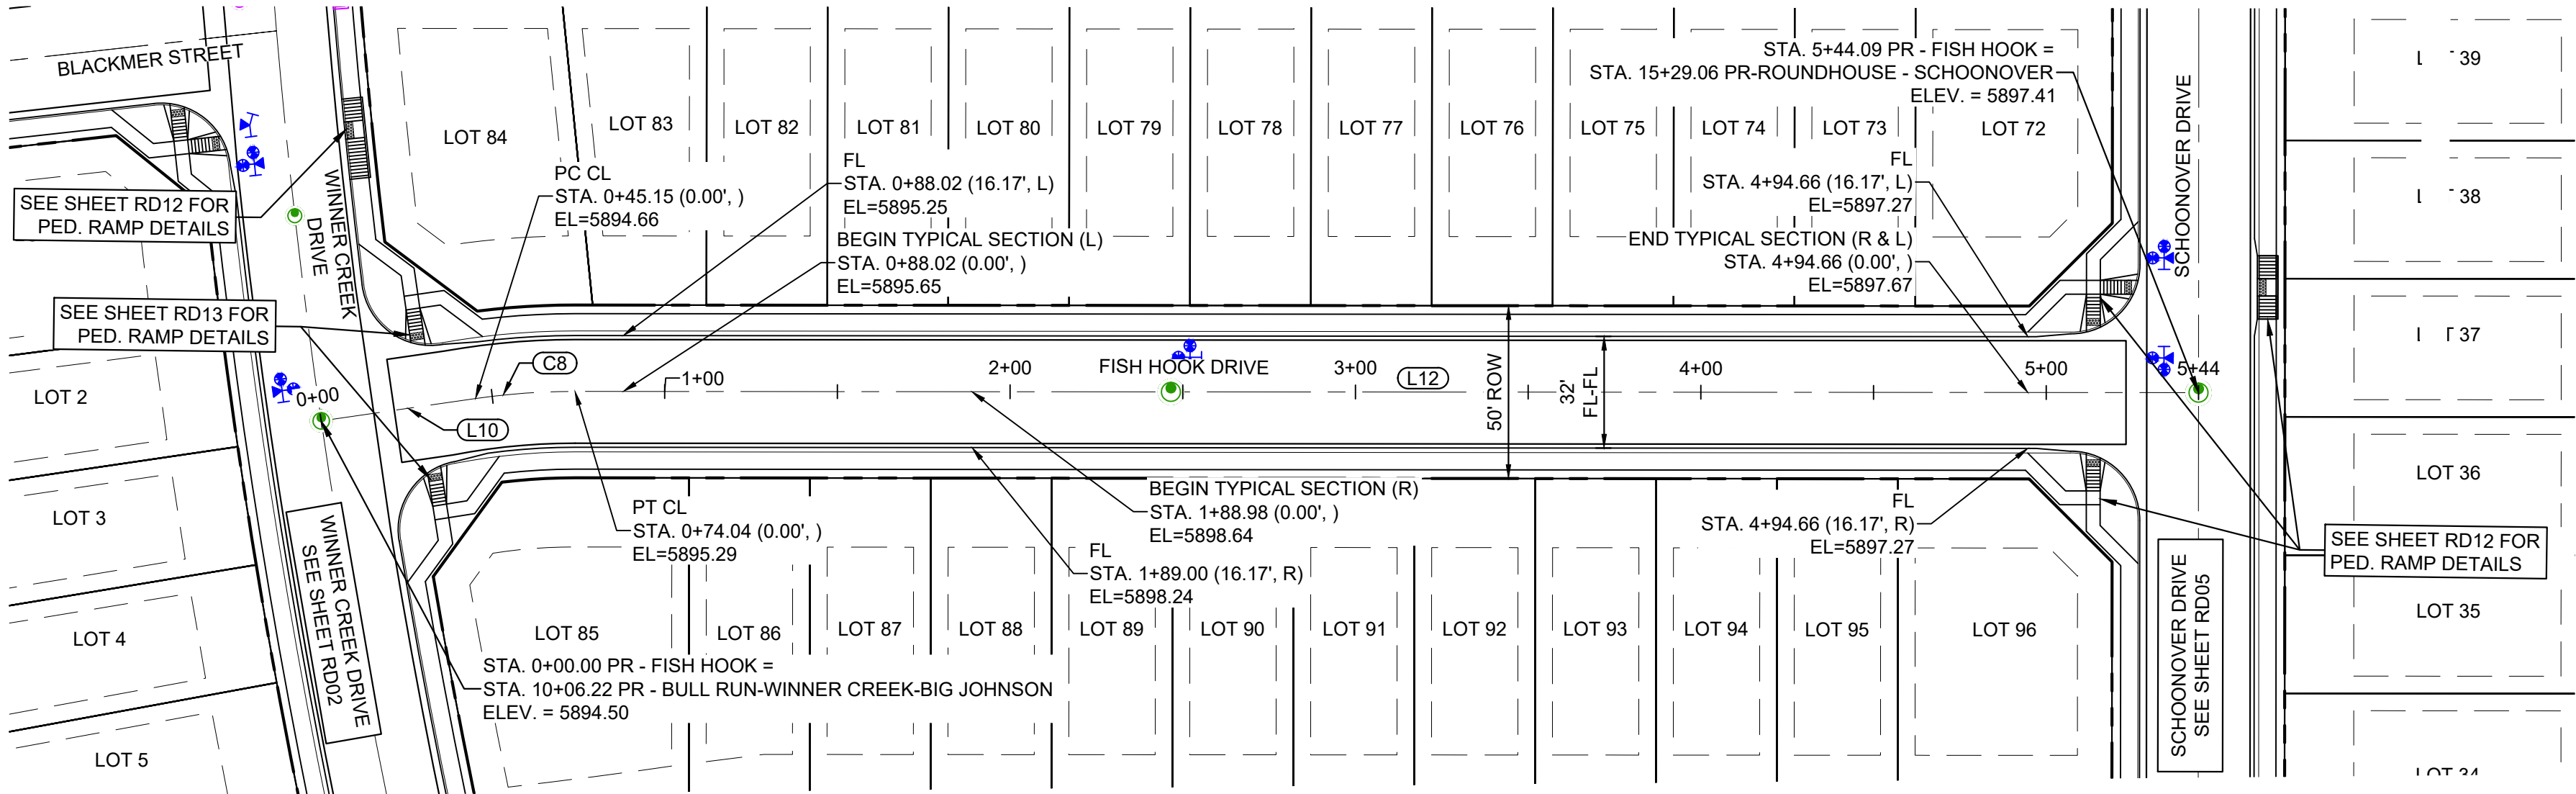 BLACKMER STREET
LOT 84
LOT 83
LOT 82
LOT 81
LOT 80
LOT 79
LOT 78
LOT 77
LOT 76
LOT 75
LOT 74
LOT 73
LOT 72
STA. 5+44.09 PR - FISH HOOK =
STA. 15+29.06 PR-ROUNDHOUSE - SCHOONOVER
ELEV. = 5897.41
SCHOONOVER DRIVE
39
38
37
LOT 36
LOT 35
LOT 34
SEE SHEET RD12 FOR
PED. RAMP DETAILS
WINNER CREEK
DRIVE
PC CL
STA. 0+45.15 (0.00', )
EL=5894.66
FL
STA. 0+88.02 (16.17', L)
EL=5895.25
BEGIN TYPICAL SECTION (L)
STA. 0+88.02 (0.00', )
EL=5895.65
FL
STA. 4+94.66 (16.17', L)
EL=5897.27
END TYPICAL SECTION (R & L)
STA. 4+94.66 (0.00', )
EL=5897.67
SEE SHEET RD13 FOR
PED. RAMP DETAILS
0+00
C8
1+00
2+00
FISH HOOK DRIVE
3+00
L12
50' ROW
32'
FL-FL
4+00
5+00
5+44
L10
LOT 2
LOT 3
LOT 4
LOT 5
WINNER CREEK DRIVE
SEE SHEET RD02
PT CL
STA. 0+74.04 (0.00', )
EL=5895.29
BEGIN TYPICAL SECTION (R)
STA. 1+88.98 (0.00', )
EL=5898.64
FL
STA. 1+89.00 (16.17', R)
EL=5898.24
FL
STA. 4+94.66 (16.17', R)
EL=5897.27
SEE SHEET RD12 FOR
PED. RAMP DETAILS
SCHOONOVER DRIVE
SEE SHEET RD05
LOT 85
LOT 86
LOT 87
LOT 88
LOT 89
LOT 90
LOT 91
LOT 92
LOT 93
LOT 94
LOT 95
LOT 96
STA. 0+00.00 PR - FISH HOOK =
STA. 10+06.22 PR - BULL RUN-WINNER CREEK-BIG JOHNSON
ELEV. = 5894.50